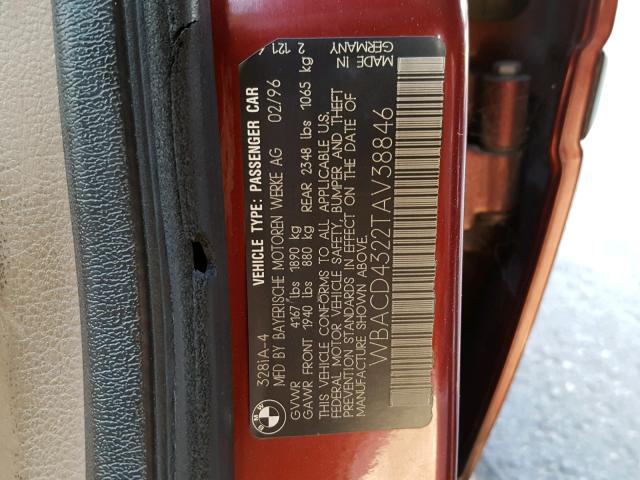 BMW
328iA-4
VEHICLE TYPE: PASSENGER CAR
MFD BY BAYERISCHE MOTOREN WERKE AG 02/96
GVWR 4167 lbs 1890 kg
GAWR FRONT 1940 lbs 880 kg REAR 2348 lbs 1065 kg 2 121
THIS VEHICLE CONFORMS TO ALL APPLICABLE U.S.
FEDERAL MOTOR VEHICLE SAFETY, BUMPER AND THEFT
PREVENTION STANDARDS IN EFFECT ON THE DATE OF
MANUFACTURE SHOWN ABOVE.
MADE IN
GERMANY
WBACD4322TAV38846